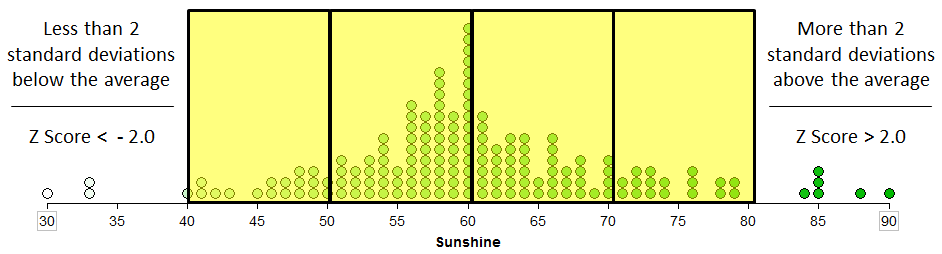 Less than 2
standard deviations
below the average
Z Score < - 2.0
More than 2
standard deviations
above the average
Z Score > 2.0
30 35 40 45 50 55 60 65 70 75 80 85 90
Sunshine